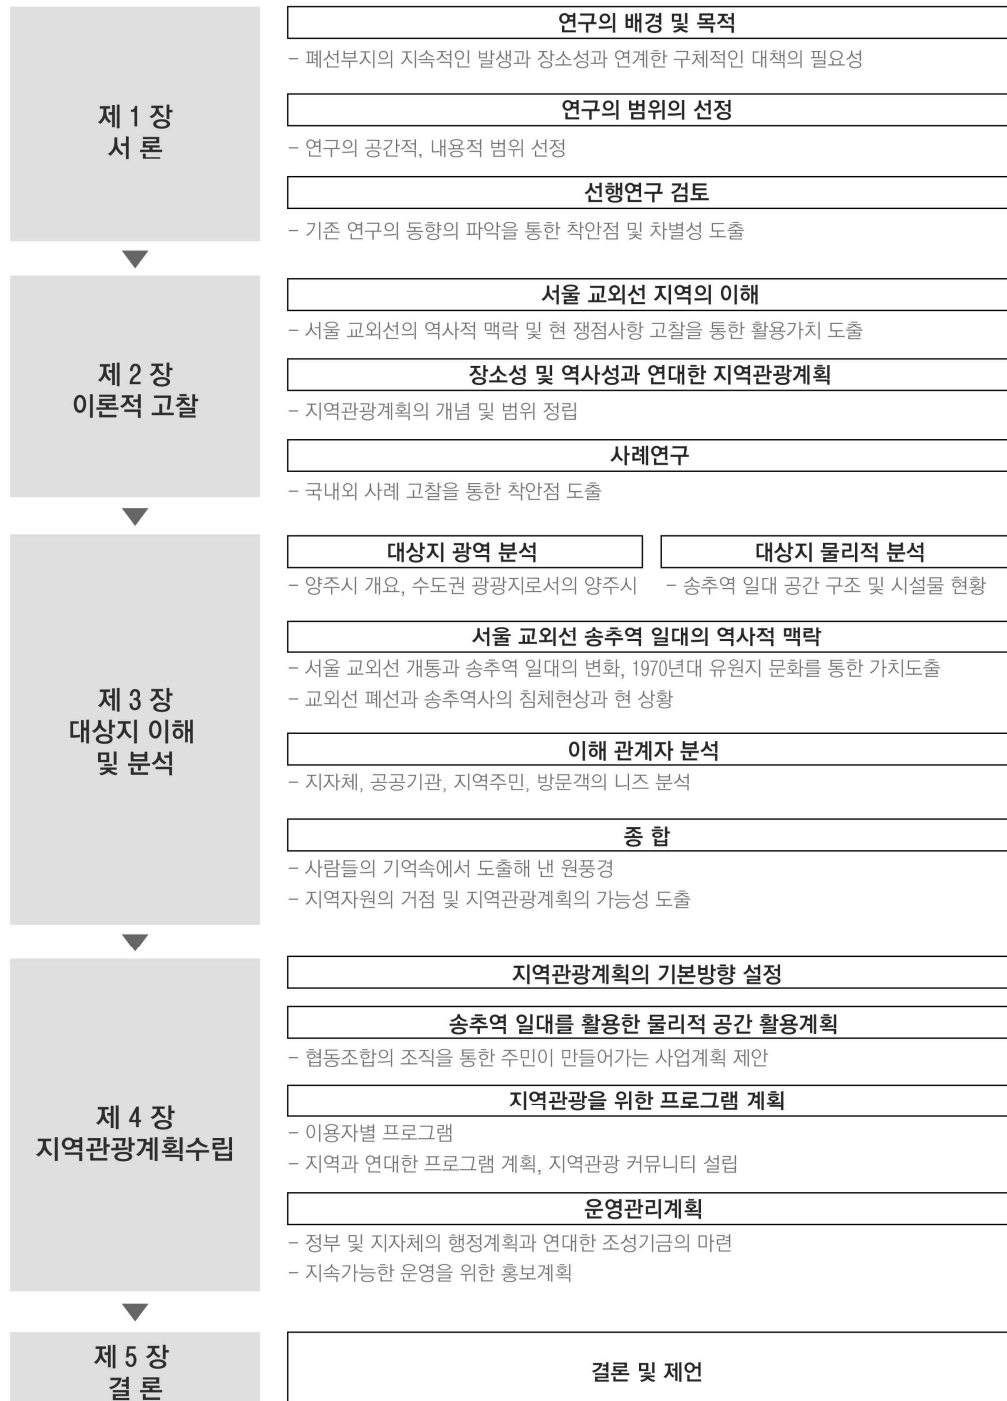 제 1 장
서 론
연구의 배경 및 목적
- 폐선부지의 지속적인 발생과 장소성과 연계한 구체적인 대책의 필요성
연구의 범위의 선정
- 연구의 공간적, 내용적 범위 선정
선행연구 검토
- 기존 연구의 동향의 파악을 통한 착안점 및 차별성 도출
제 2 장
이론적 고찰
서울 교외선 지역의 이해
- 서울 교외선의 역사적 맥락 및 현 쟁점사항 고찰을 통한 활용가치 도출
장소성 및 역사성과 연대한 지역관광계획
- 지역관광계획의 개념 및 범위 정립
사례연구
- 국내외 사례 고찰을 통한 착안점 도출
제 3 장
대상지 이해
및 분석
대상지 광역 분석
- 양주시 개요, 수도권 광광지로서의 양주시
대상지 물리적 분석
- 송추역 일대 공간 구조 및 시설물 현황
서울 교외선 송추역 일대의 역사적 맥락
- 서울 교외선 개통과 송추역 일대의 변화, 1970년대 유원지 문화를 통한 가치도출
- 교외선 폐선과 송추역사의 침체현상과 현 상황
이해 관계자 분석
- 지자체, 공공기관, 지역주민, 방문객의 니즈 분석
종 합
- 사람들의 기억속에서 도출해 낸 원풍경
- 지역자원의 거점 및 지역관광계획의 가능성 도출
제 4 장
지역관광계획수립
지역관광계획의 기본방향 설정
송추역 일대를 활용한 물리적 공간 활용계획
- 협동조합의 조직을 통한 주민이 만들어가는 사업계획 제안
지역관광을 위한 프로그램 계획
- 이용자별 프로그램
- 지역과 연대한 프로그램 계획, 지역관광 커뮤니티 설립
운영관리계획
- 정부 및 지자체의 행정계획과 연대한 조성기금의 마련
- 지속가능한 운영을 위한 홍보계획
제 5 장
결 론
결론 및 제언